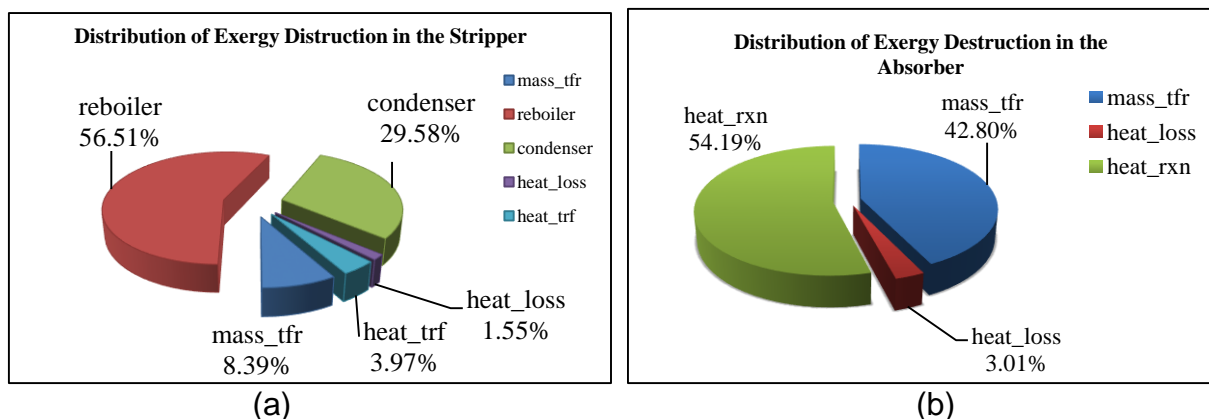 Distribution of Exergy Distruction in the Stripper
mass_tfr
reboiler
condenser
heat_loss
heat_trf
reboiler
56.51%
condenser
29.58%
heat_loss
1.55%
heat_trf
3.97%
mass_tfr
8.39%
(a)
Distribution of Exergy Destruction in the
Absorber
mass_tfr
heat_loss
heat_rxn
heat_rxn
54.19%
mass_tfr
42.80%
heat_loss
3.01%
(b)